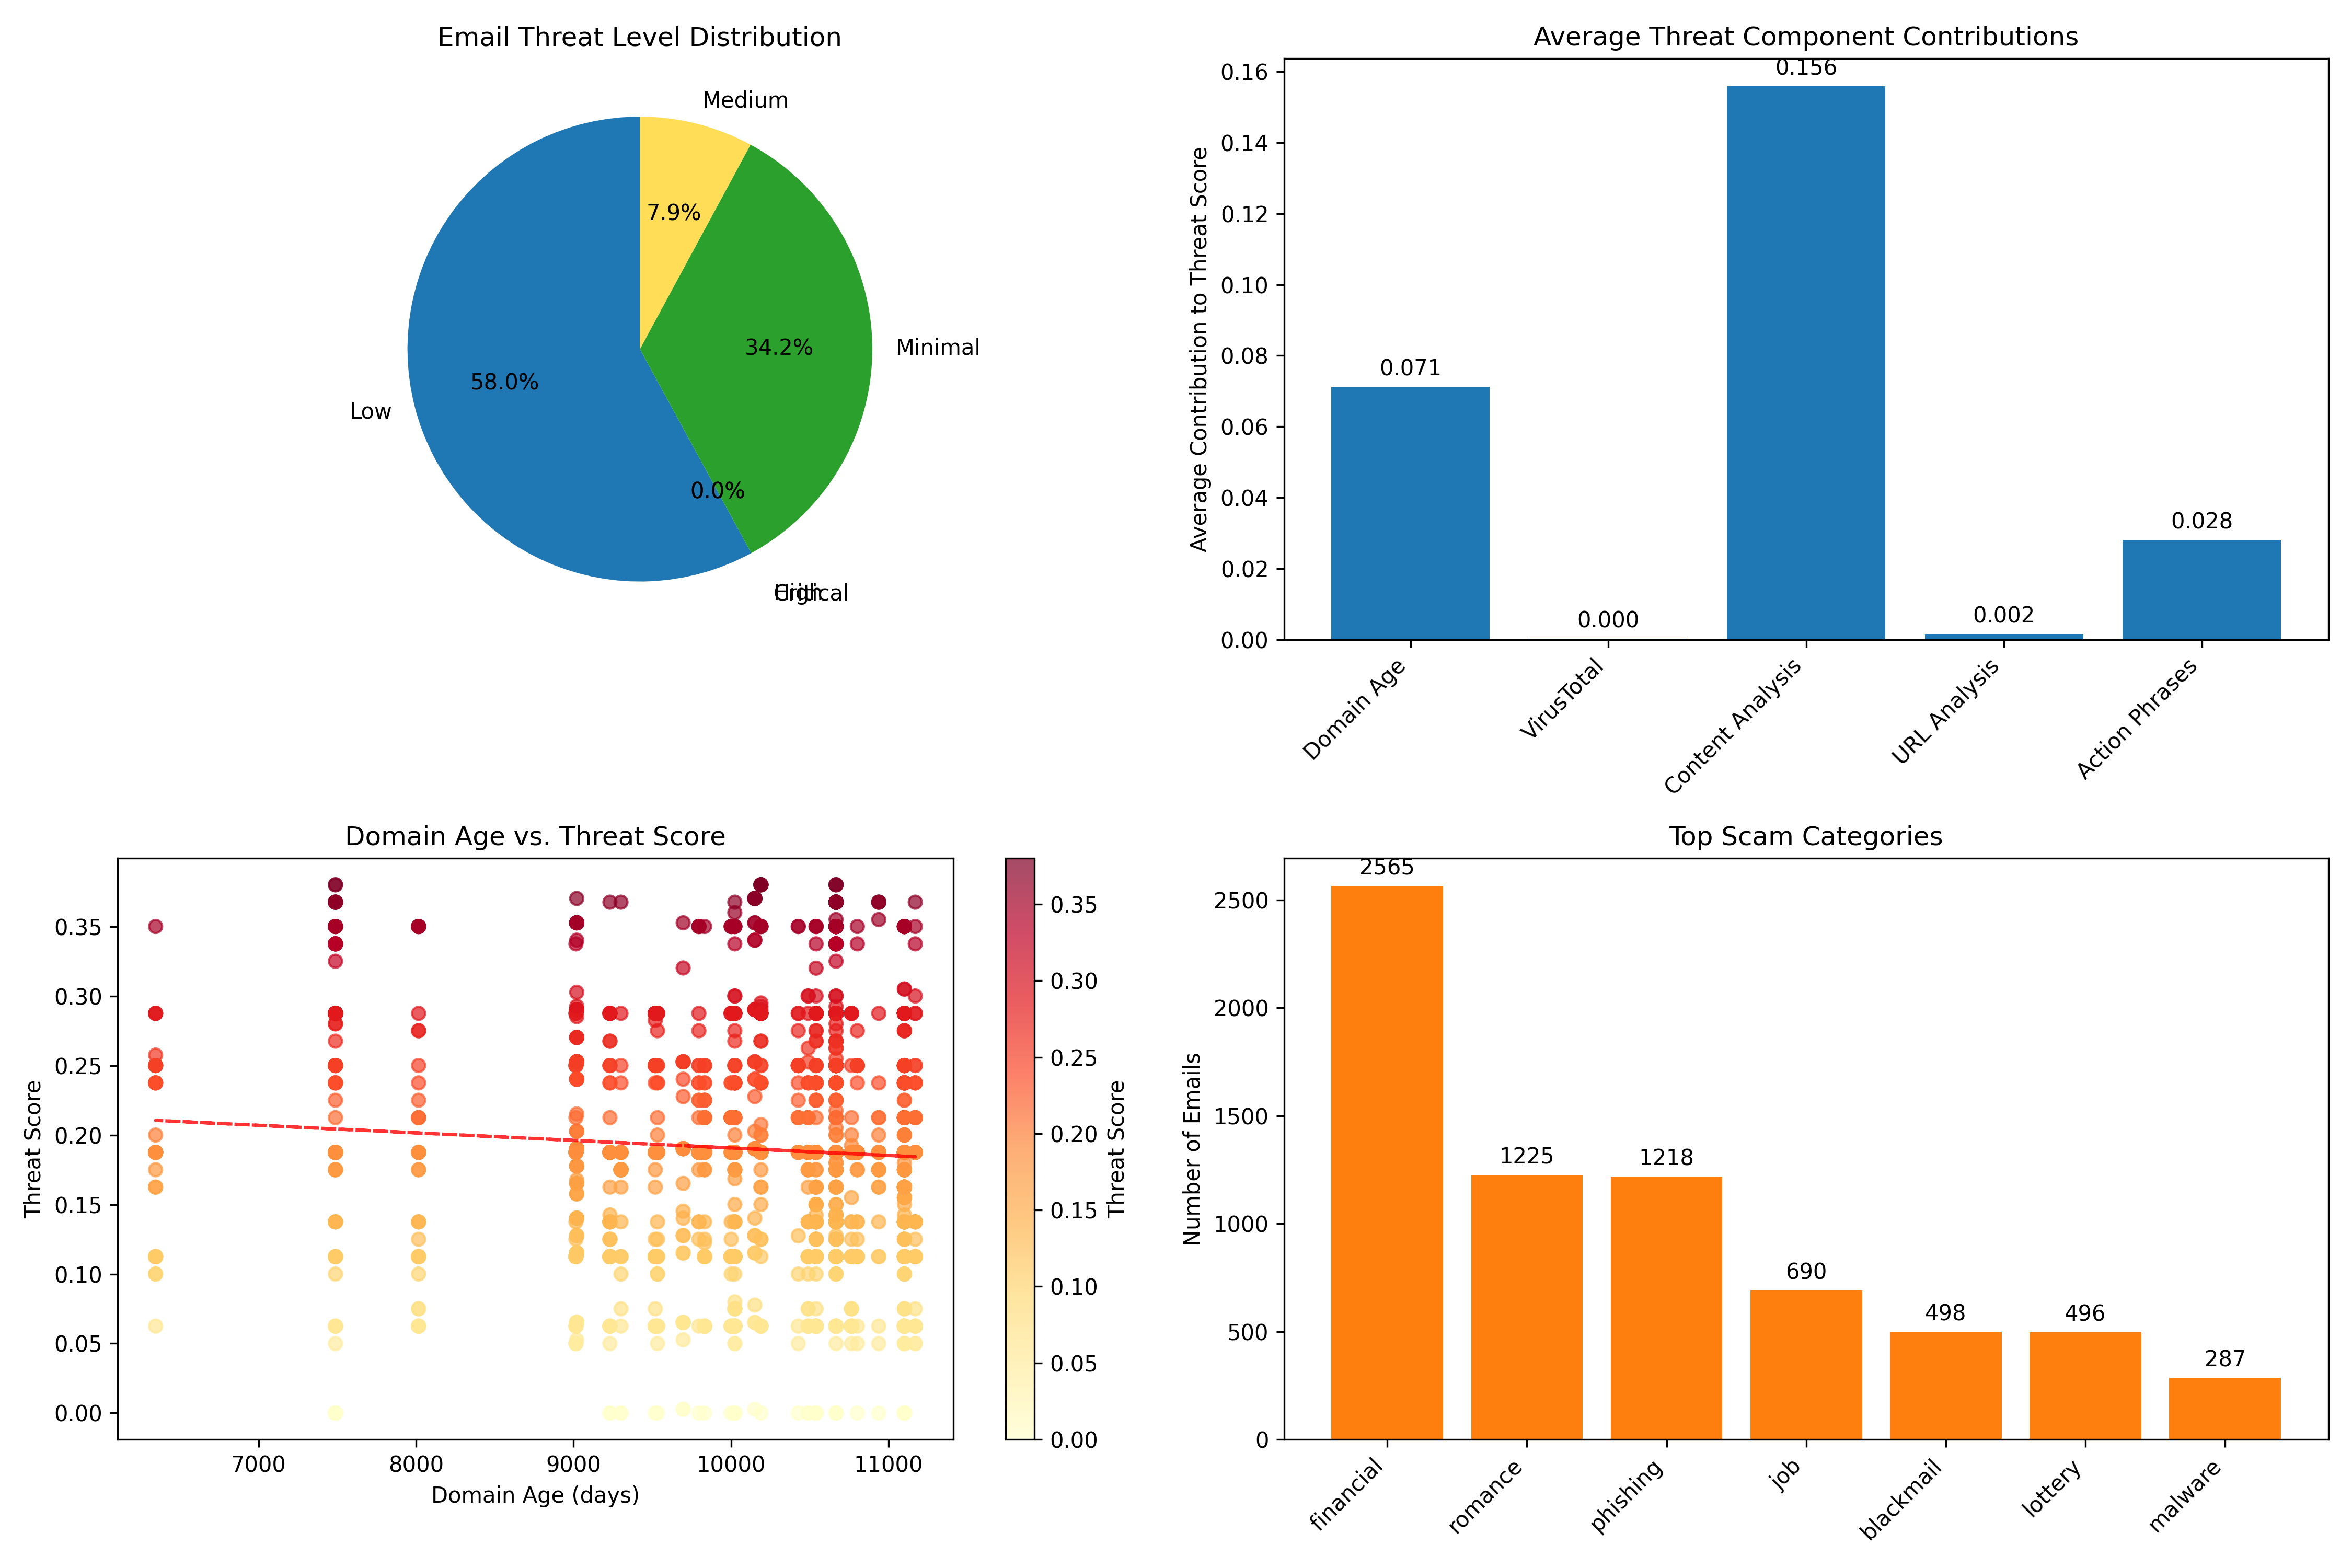 Email Threat Level Distribution
Medium
7.9%
34.2%
Minimal
58.0%
Low
0.0%
Average Threat Component Contributions
Average Contribution to Threat Score
0.16
0.14
0.12
0.10
0.08
0.06
0.04
0.02
0.00
0.071
0.000
0.156
0.002
0.028
Domain Age
VirusTotal
Content Analysis
URL Analysis
Action Phrases
Domain Age vs. Threat Score
Threat Score
0.35
0.30
0.25
0.20
0.15
0.10
0.05
0.00
7000
8000
9000
10000
11000
Domain Age (days)
0.35
0.30
0.25
0.20
0.15
0.10
0.05
0.00
Threat Score
Top Scam Categories
Number of Emails
2500
2000
1500
1000
500
0
2565
1225
1218
690
498
496
287
financial
romance
phishing
job
blackmail
lottery
malware